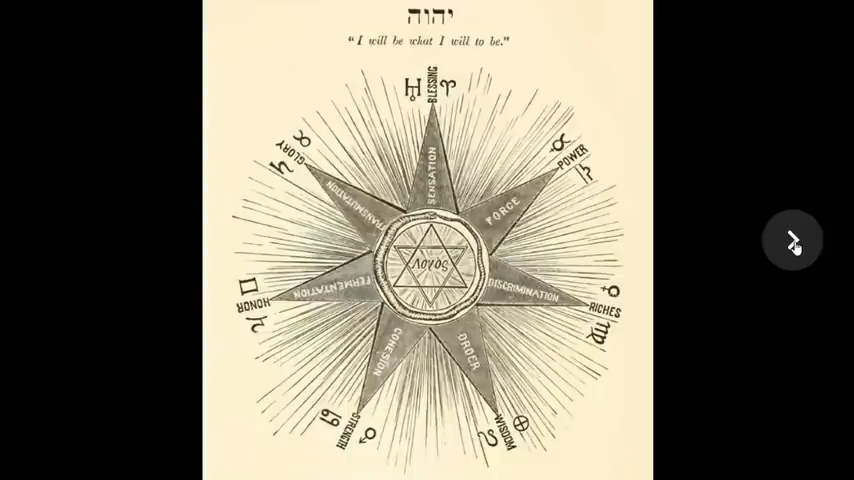 יהוה
"I will be what I will to be."
BLESSING
SENSATION
GLORY
TRANSMUTATION
POWER
FORCE
HONOR
FERMENTATION
DISCRIMINATION
RICHES
COHESION
STRENGTH
ORDER
WISDOM